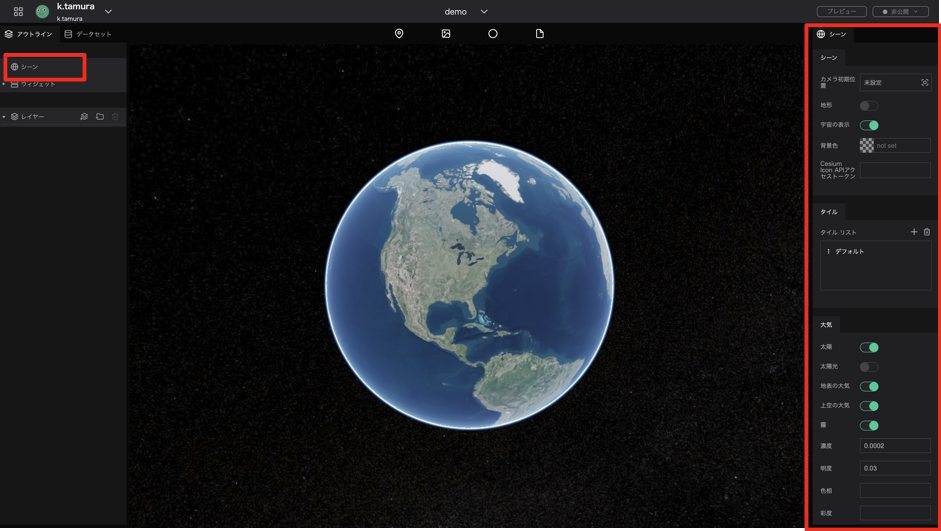 k.tamura
k.tamura
demo
プレビュー
非公開
アウトライン
データセット
シーン
ウィジェット
レイヤー
シーン
シーン
カメラ初期位置
未設定
地形
宇宙の表示
背景色
not set
Cesium
Icon APIアク
セストークン
タイル
タイル リスト
1 デフォルト
大気
太陽
太陽光
地表の大気
上空の大気
霧
濃度
0.0002
明度
0.03
色相
彩度